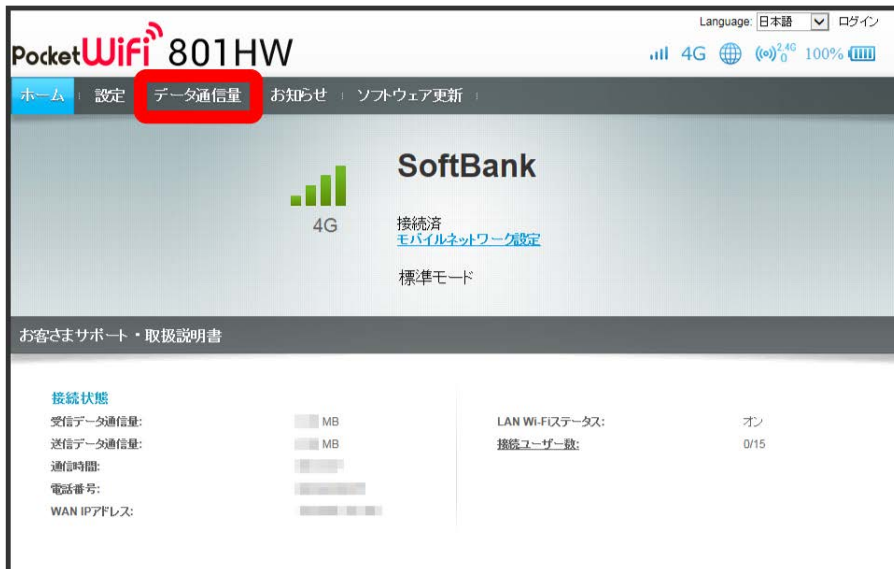 Language: 日本語 ログイン
Pocket WiFi 801HW
4G 2.4G 0 100%
ホーム 設定 データ通信量 お知らせ ソフトウェア更新
SoftBank
4G
接続済
モバイルネットワーク設定
標準モード
お客さまサポート・取扱説明書
接続状態
受信データ通信量: MB
送信データ通信量: MB
通信時間:
電話番号:
WAN IPアドレス:
LAN Wi-Fiステータス: オン
接続ユーザー数: 0/15